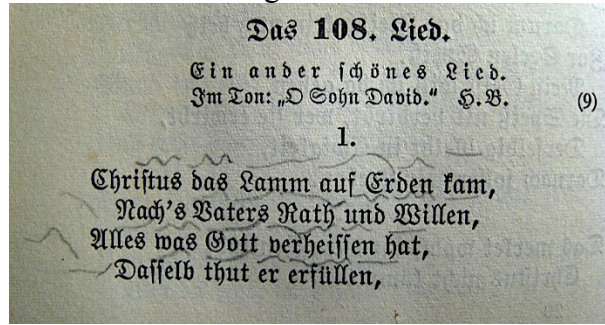 Das 108. Lied.
Ein ander schönes Lied.
Im Ton: „O Sohn David.“ H. B.
(9)
1.
Christus das Lamm auf Erden kam,
Nach's Vaters Rath und Willen,
Alles was Gott verheissen hat,
Dasselb thut er erfüllen,